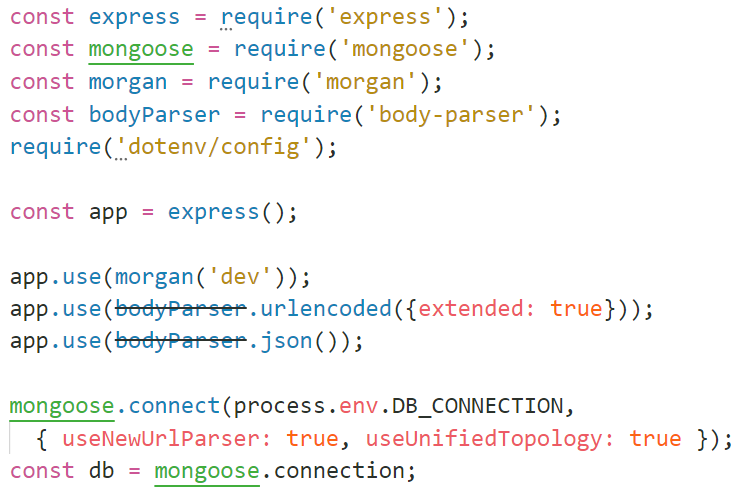 const express = require('express');
const mongoose = require('mongoose');
const morgan = require('morgan');
const bodyParser = require('body-parser');
require('dotenv/config');
const app = express();
app.use(morgan('dev'));
app.use(bodyParser.urlencoded({extended: true}));
app.use(bodyParser.json());
mongoose.connect(process.env.DB_CONNECTION,
{ useNewUrlParser: true, useUnifiedTopology: true });
const db = mongoose.connection;